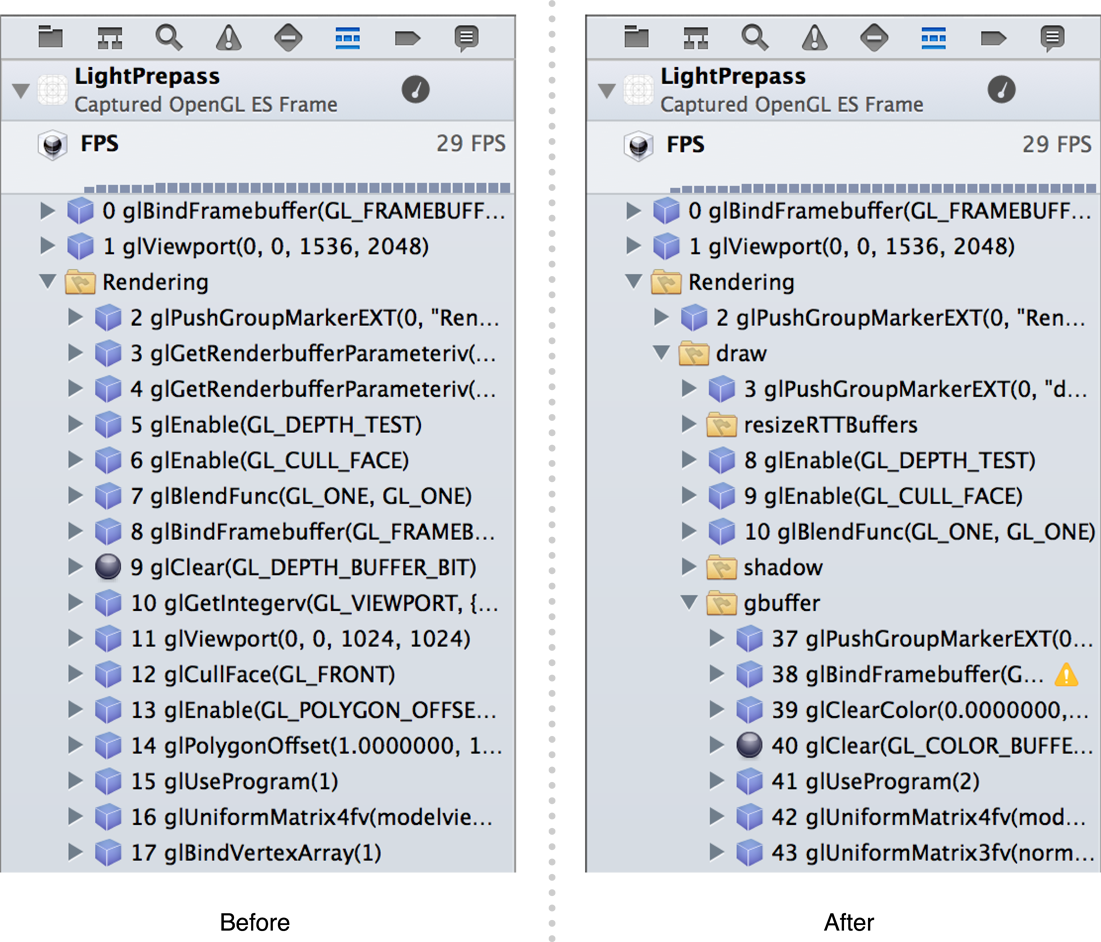 LightPrepass
Captured OpenGL ES Frame
FPS
29 FPS
0 glBindFramebuffer(GL_FRAMEBUFF...
1 glViewport(0, 0, 1536, 2048)
Rendering
2 glPushGroupMarkerEXT(0, "Ren...
3 glGetRenderbufferParameteriv(...
4 glGetRenderbufferParameteriv(...
5 glEnable(GL_DEPTH_TEST)
6 glEnable(GL_CULL_FACE)
7 glBlendFunc(GL_ONE, GL_ONE)
8 glBindFramebuffer(GL_FRAMEB...
9 glClear(GL_DEPTH_BUFFER_BIT)
10 glGetIntegerv(GL_VIEWPORT, {...
11 glViewport(0, 0, 1024, 1024)
12 glCullFace(GL_FRONT)
13 glEnable(GL_POLYGON_OFFSE...
14 glPolygonOffset(1.0000000, 1...
15 glUseProgram(1)
16 glUniformMatrix4fv(modelvie...
17 glBindVertexArray(1)
Before
LightPrepass
Captured OpenGL ES Frame
FPS
29 FPS
0 glBindFramebuffer(GL_FRAMEBUFF...
1 glViewport(0, 0, 1536, 2048)
Rendering
2 glPushGroupMarkerEXT(0, "Ren...
draw
3 glPushGroupMarkerEXT(0, "d...
resizeRTTBuffers
8 glEnable(GL_DEPTH_TEST)
9 glEnable(GL_CULL_FACE)
10 glBlendFunc(GL_ONE, GL_ONE)
shadow
gbuffer
37 glPushGroupMarkerEXT(0...
38 glBindFramebuffer(G...
39 glClearColor(0.0000000,...
40 glClear(GL_COLOR_BUFFE...
41 glUseProgram(2)
42 glUniformMatrix4fv(mod...
43 glUniformMatrix3fv(norm...
After